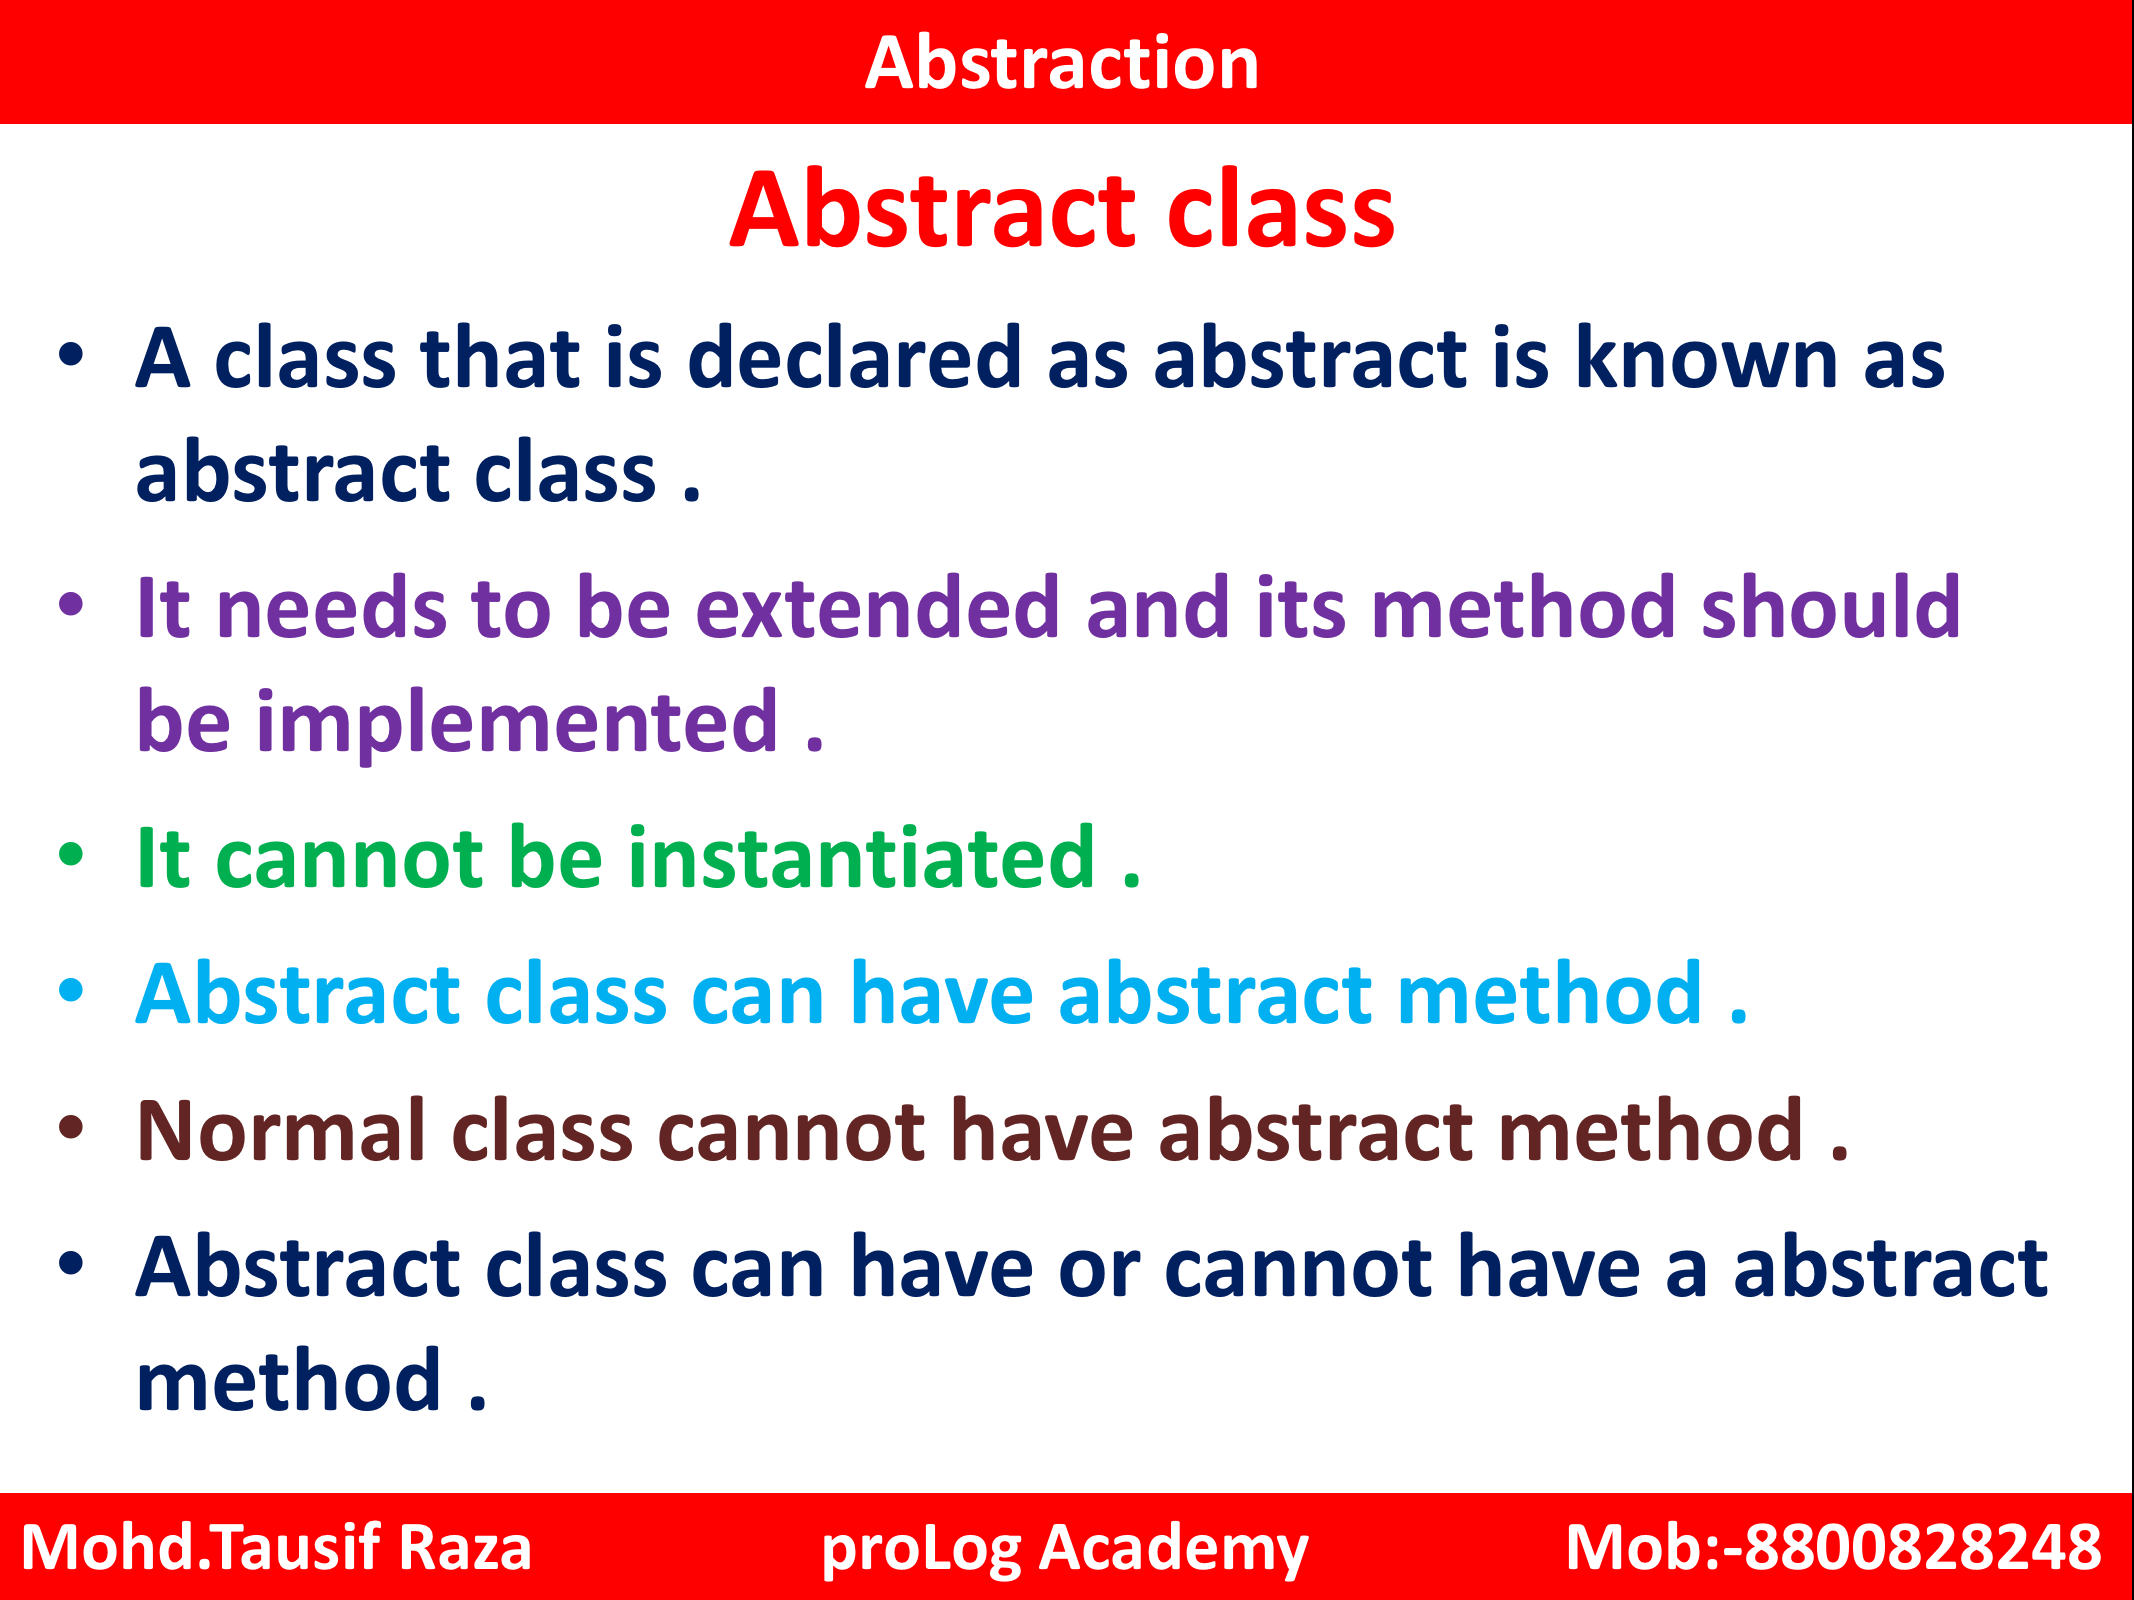 Abstraction
Abstract class
• A class that is declared as abstract is known as
abstract class .
• It needs to be extended and its method should
be implemented .
• It cannot be instantiated .
• Abstract class can have abstract method .
• Normal class cannot have abstract method .
• Abstract class can have or cannot have a abstract
method .
Mohd.Tausif Raza proLog Academy Mob:-8800828248